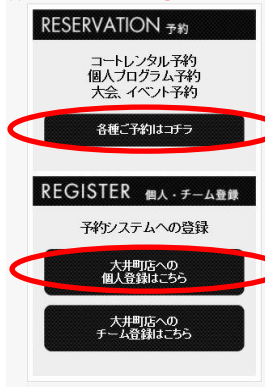 RESERVATION 予約
コートレンタル予約
個人プログラム予約
大会、イベント予約
各種ご予約はコチラ
REGISTER 個人・チーム登録
予約システムへの登録
大井町店への
個人登録はこちら
大井町店への
チーム登録はこちら